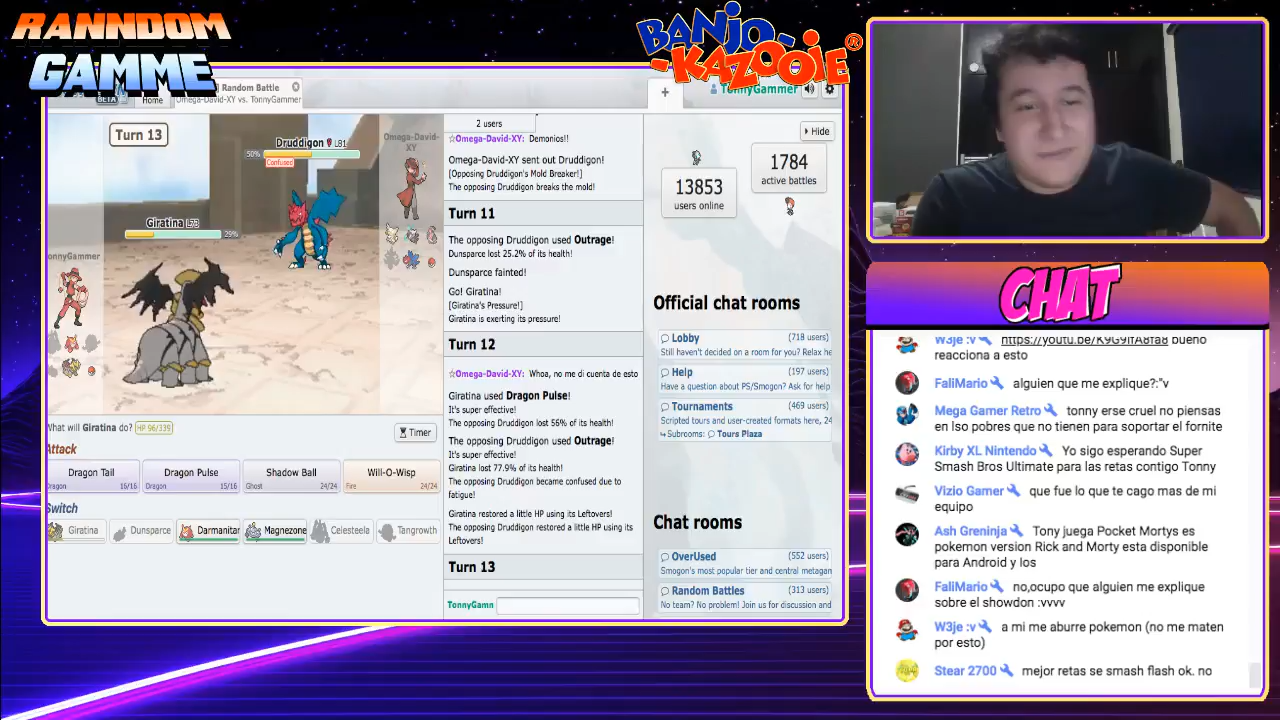 RANNDOM
GAMME
BANJO-
-KAZOOIE®
BETA
Home
Random Battle
Omega-David-XY vs. TonnyGammer
+
TonnyGammer
Turn 13
Druddigon L81
50%
Confused
Omega-David-
XY
Giratina L73
29%
onnyGammer
What will Giratina do? HP 96/339
Timer
Attack
Dragon Tail
Dragon 16/16
Dragon Pulse
Dragon 15/16
Shadow Ball
Ghost 24/24
Will-O-Wisp
Fire 24/24
Switch
Giratina
Dunsparce
Darmanitan
Magnezone
Celesteela
Tangrowth
2 users
☆Omega-David-XY: Demonios!!
Omega-David-XY sent out Druddigon!
[Opposing Druddigon's Mold Breaker!]
The opposing Druddigon breaks the mold!
Turn 11
The opposing Druddigon used Outrage!
Dunsparce lost 25.2% of its health!
Dunsparce fainted!
Go! Giratina!
[Giratina's Pressure!]
Giratina is exerting its pressure!
Turn 12
☆Omega-David-XY: Whoa, no me di cuenta de esto
Giratina used Dragon Pulse!
It's super effective!
The opposing Druddigon lost 56% of its health!
The opposing Druddigon used Outrage!
It's super effective!
Giratina lost 77.9% of its health!
The opposing Druddigon became confused due to
fatigue!
Giratina restored a little HP using its Leftovers!
The opposing Druddigon restored a little HP using its
Leftovers!
Turn 13
TonnyGamn
Hide
13853
users online
1784
active battles
Official chat rooms
Lobby (718 users)
Still haven't decided on a room for you? Relax he
Help (197 users)
Have a question about PS/Smogon? Ask for help
Tournaments (469 users)
Scripted tours and user-created formats here, 24
Subrooms: Tours Plaza
Chat rooms
OverUsed (552 users)
Smogon's most popular tier and central metagam
Random Battles (313 users)
No team? No problem! Join us for discussion and
CHAT
W3je :v bueno
reacciona a esto
FaliMario alguien que me explique?:"v
Mega Gamer Retro tonny erse cruel no piensas
en lso pobres que no tienen para soportar el fornite
Kirby XL Nintendo Yo sigo esperando Super
Smash Bros Ultimate para las retas contigo Tonny
Vizio Gamer que fue lo que te cago mas de mi
equipo
Ash Greninja Tony juega Pocket Mortys es
pokemon version Rick and Morty esta disponible
para Android y Ios
FaliMario no,ocupo que alguien me explique
sobre el showdon :vvvv
W3je :v a mi me aburre pokemon (no me maten
por esto)
Stear 2700 mejor retas se smash flash ok. no